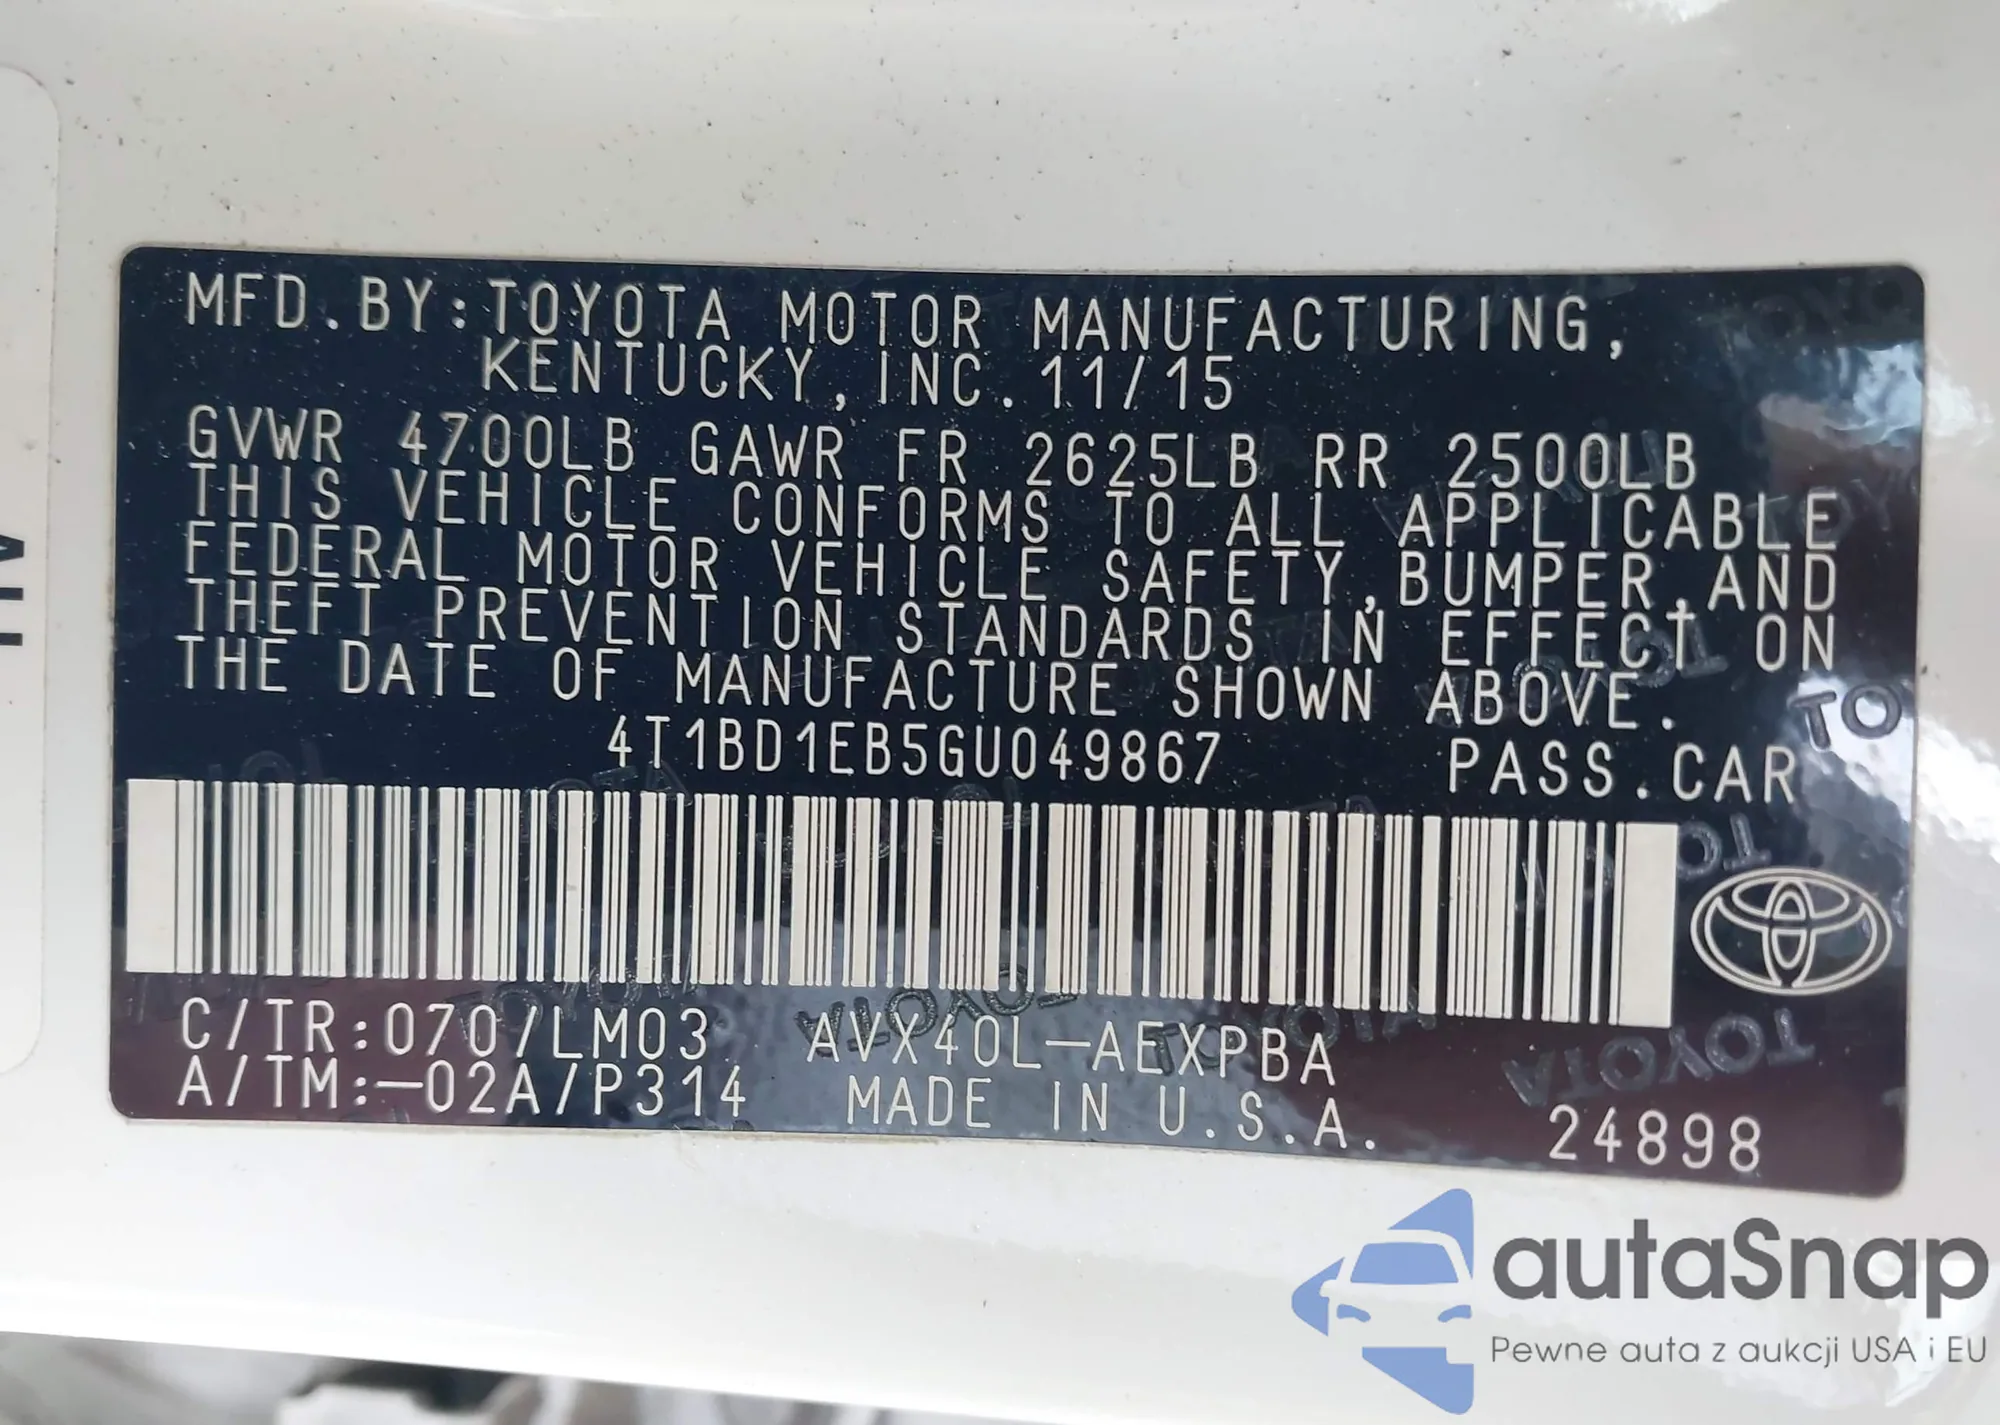 MFD.BY:TOYOTA MOTOR MANUFACTURING,
KENTUCKY, INC. 11/15
GVWR 4700LB GAWR FR 2625LB RR 2500LB
THIS VEHICLE CONFORMS TO ALL APPLICABLE
FEDERAL MOTOR VEHICLE SAFETY, BUMPER, AND
THEFT PREVENTION STANDARDS IN EFFECT ON
THE DATE OF MANUFACTURE SHOWN ABOVE.
4T1BD1EB5GU049867 PASS.CAR
C/TR:070/LM03 AVX40L-AEXPBA
A/TM:-02A/P314 MADE IN U.S.A. 24898
autaSnap
Pewne auta z aukcji USA i EU